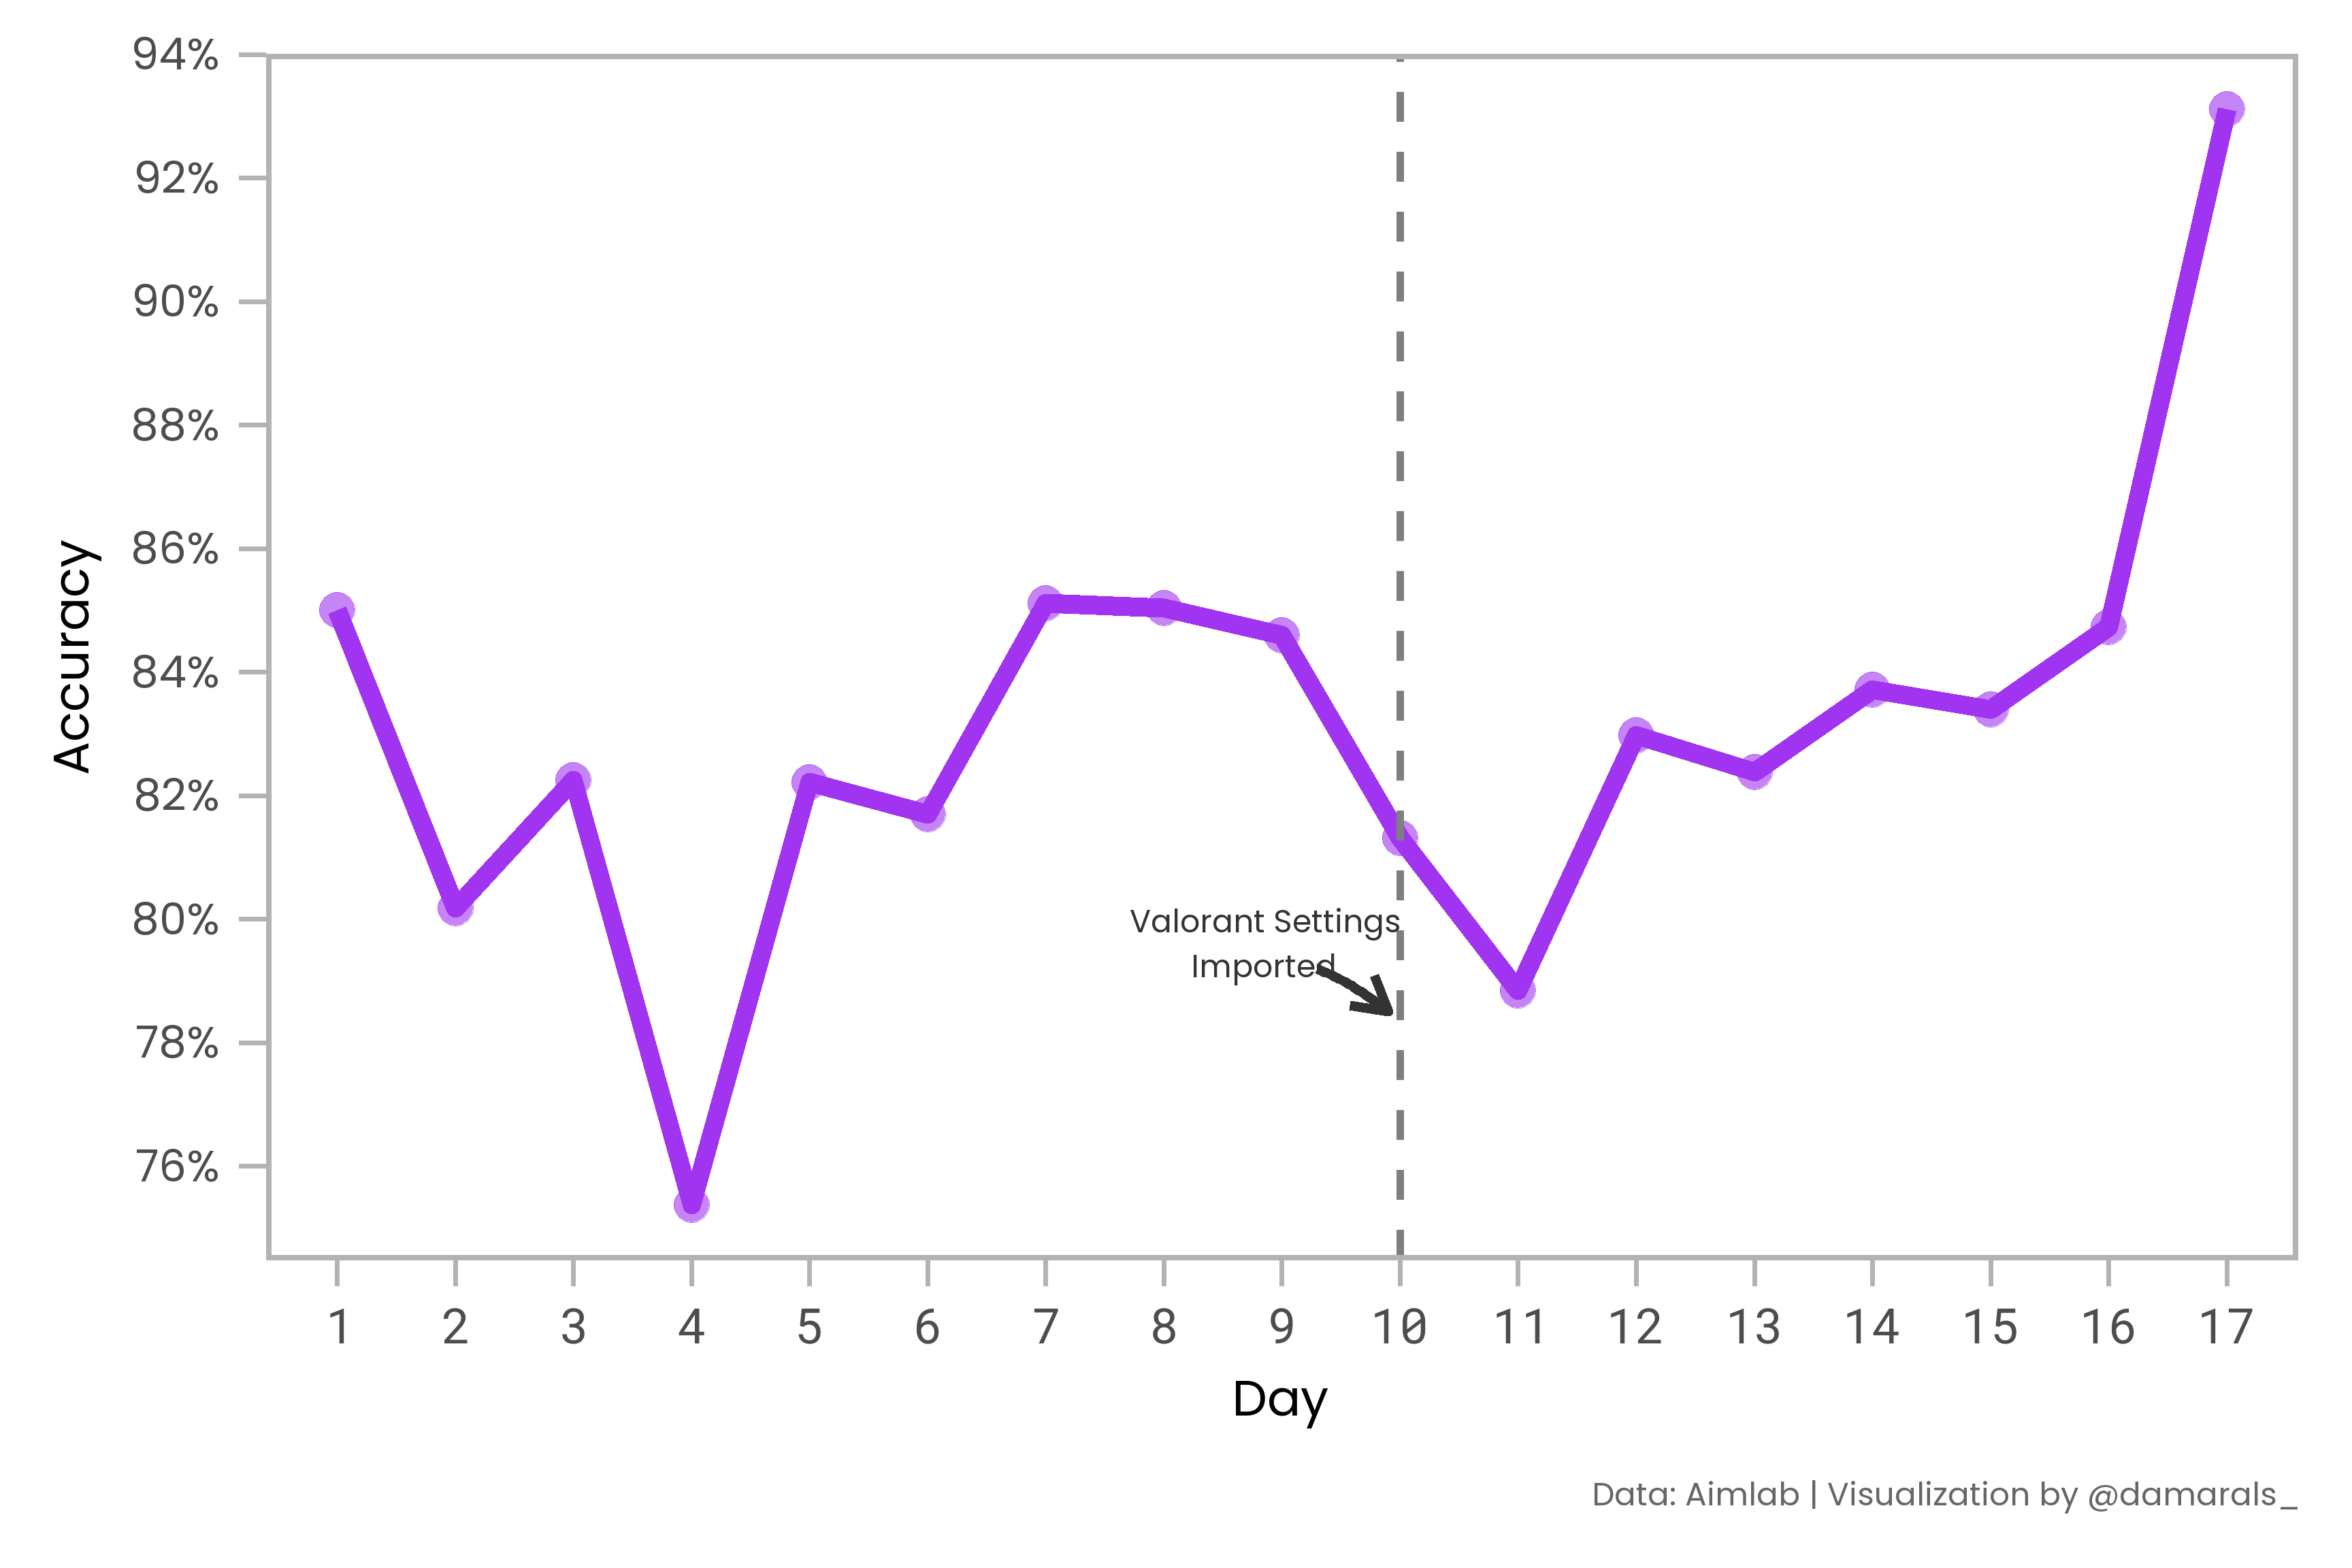 94%
92%
90%
88%
86%
84%
82%
80%
78%
76%
Accuracy
Valorant Settings
Imported
1 2 3 4 5 6 7 8 9 10 11 12 13 14 15 16 17
Day
Data: Aimlab | Visualization by @damarals_